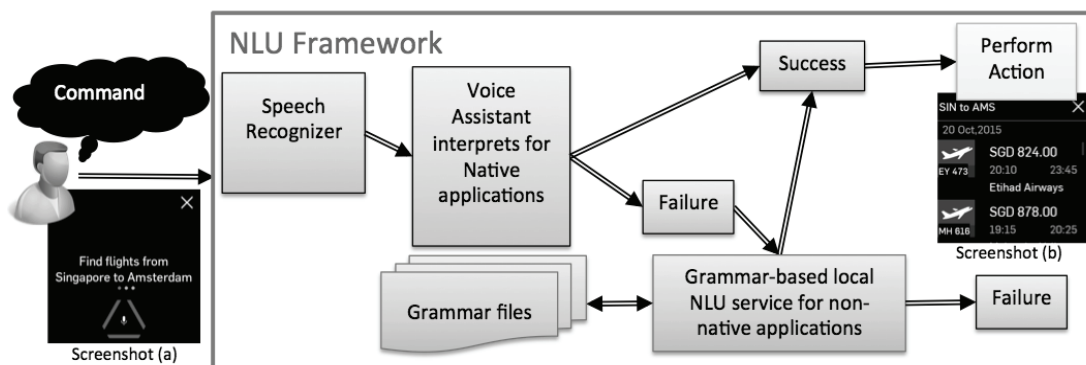 NLU Framework
Command
Speech
Recognizer
Voice
Assistant
interprets for
Native
applications
Success
Perform
Action
Failure
Grammar files
Grammar-based local
NLU service for non-
native applications
Failure
×
Find flights from
Singapore to Amsterdam
Screenshot (a)
SIN to AMS ×
20 Oct,2015
SGD 824.00
EY 473 20:10 23:45
Etihad Airways
SGD 878.00
MH 616 19:15 20:25
Screenshot (b)